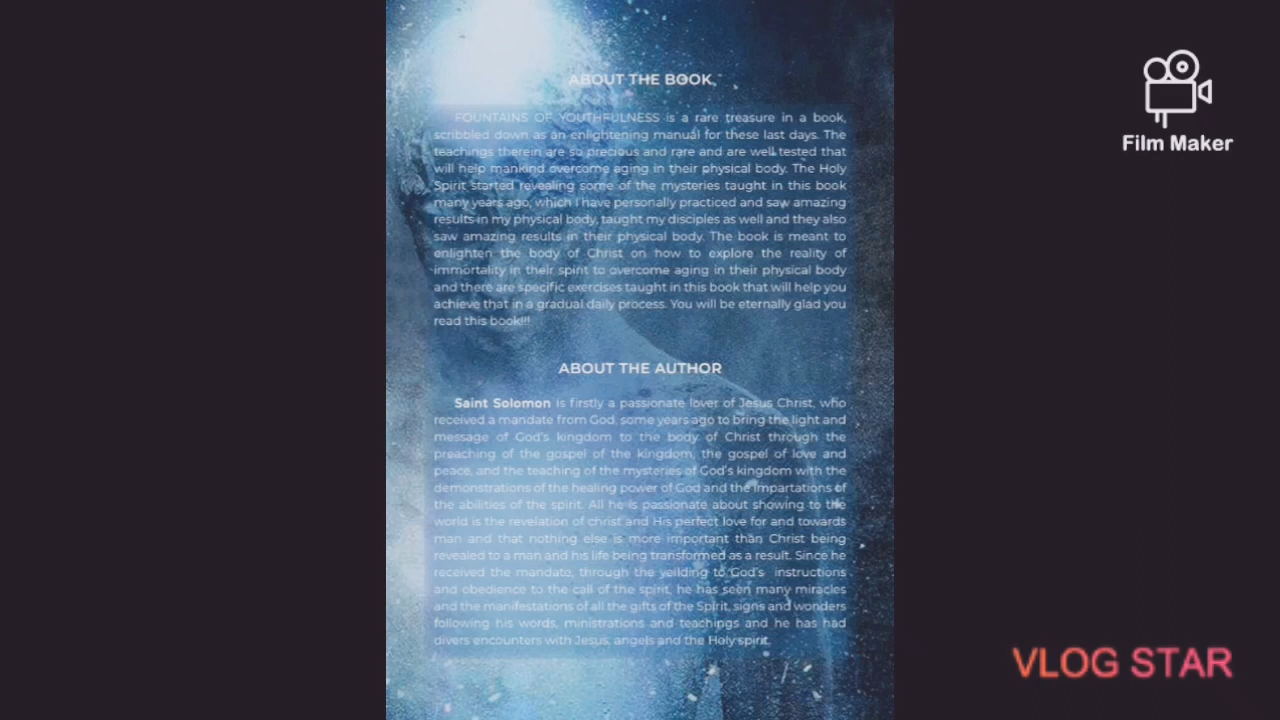 ABOUT THE BOOK
FOUNTAINS OF YOUTHFULNESS is a rare treasure in a book,
scribbled down as an enlightening manual for these last days. The
teachings therein are so precious and rare and are well tested that
will help mankind overcome aging in their physical body. The Holy
Spirit started revealing some of the mysteries taught in this book
many years ago, which I have personally practiced and saw amazing
results in my physical body, taught my disciples as well and they also
saw amazing results in their physical body. The book is meant to
enlighten the body of Christ on how to explore the reality of
immortality in their spirit to overcome aging in their physical body
and there are specific exercises taught in this book that will help you
achieve that in a gradual daily process. You will be eternally glad you
read this book!!!
ABOUT THE AUTHOR
Saint Solomon is firstly a passionate lover of Jesus Christ, who
received a mandate from God, some years ago to bring the light and
message of God's kingdom to the body of Christ through the
preaching of the gospel of the kingdom, the gospel of love and
peace, and the teaching of the mysteries of God's kingdom with the
demonstrations of the healing power of God and the impartations of
the abilities of the spirit. All he is passionate about showing to the
world is the revelation of christ and His perfect love for and towards
man and that nothing else is more important than Christ being
revealed to a man and his life being transformed as a result. Since he
received the mandate, through the yeilding to God's instructions
and obedience to the call of the spirit, he has seen many miracles
and the manifestations of all the gifts of the Spirit, signs and wonders
following his words, ministrations and teachings and he has had
divers encounters with Jesus, angels and the Holy spirit.
Film Maker
VLOG STAR